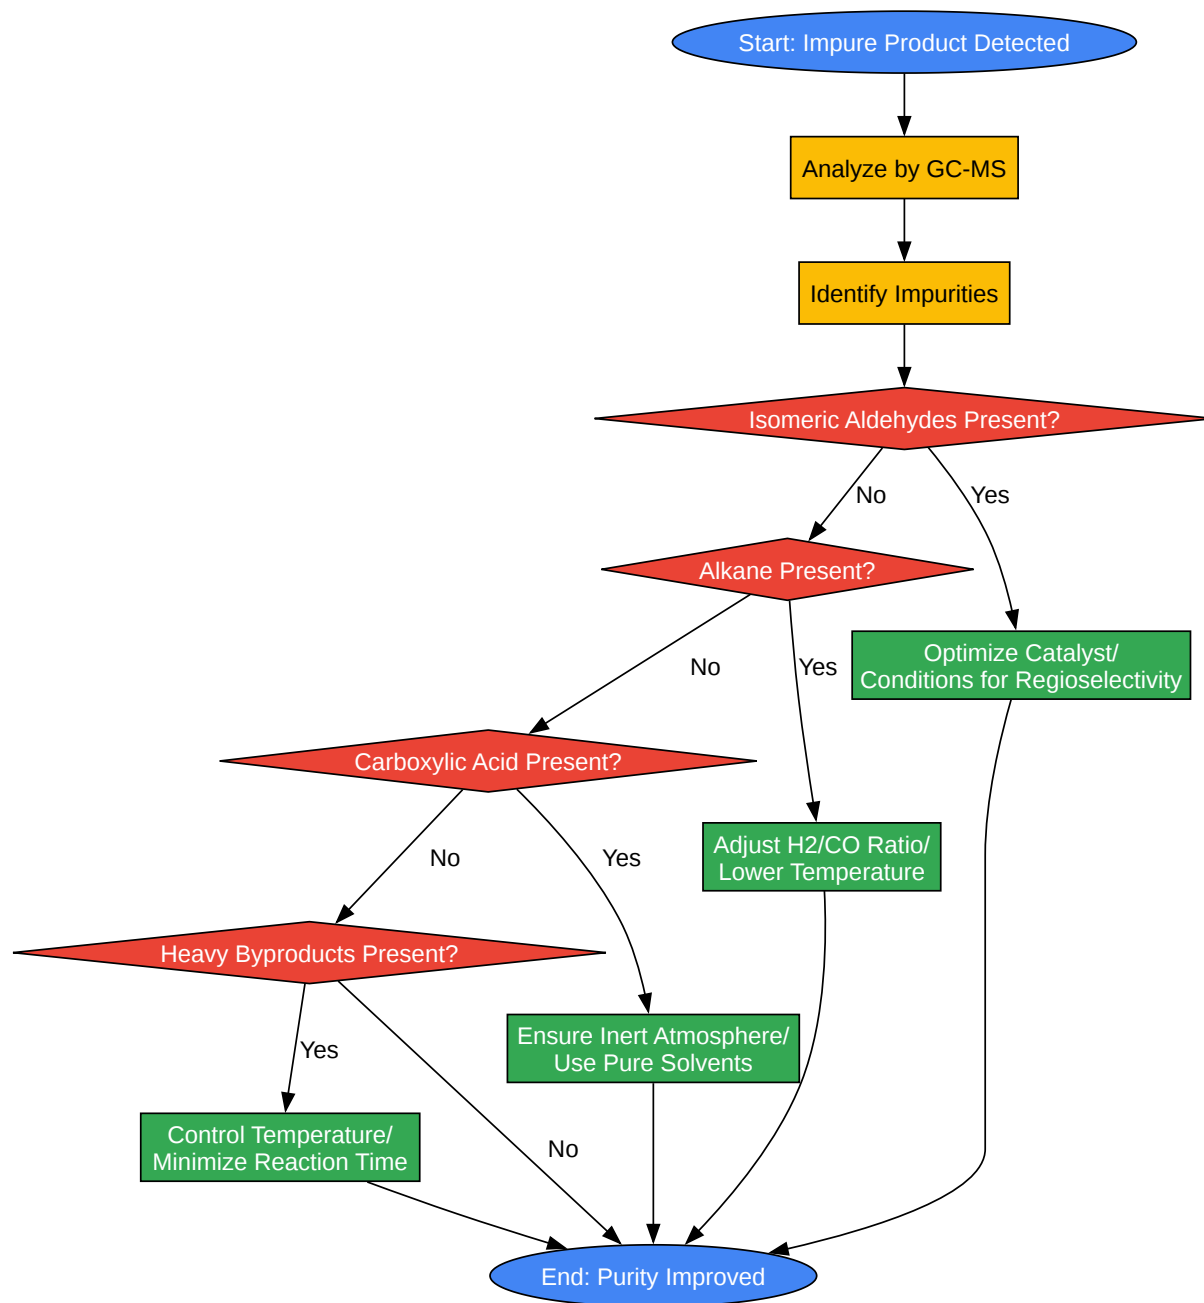 Start: Impure Product Detected
Analyze by GC-MS
Identify Impurities
Isomeric Aldehydes Present?
No
Yes
Alkane Present?
Optimize Catalyst/
Conditions for Regioselectivity
No
Yes
Carboxylic Acid Present?
Adjust H2/CO Ratio/
Lower Temperature
No
Yes
Heavy Byproducts Present?
Ensure Inert Atmosphere/
Use Pure Solvents
Yes
Control Temperature/
Minimize Reaction Time
No
End: Purity Improved